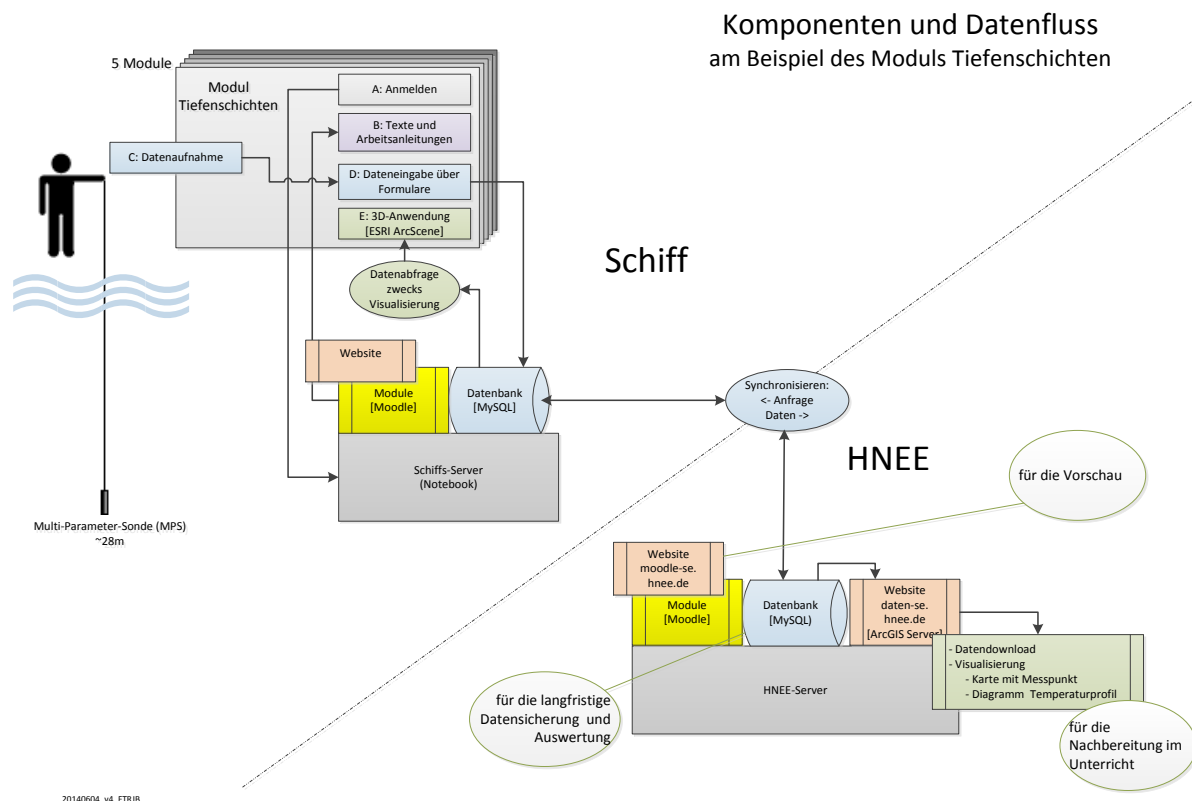 Komponenten und Datenfluss
am Beispiel des Moduls Tiefenschichten
5 Module
Modul
Tiefenschichten
A: Anmelden
B: Texte und
Arbeitsanleitungen
C: Datenaufnahme
D: Dateneingabe über
Formulare
E: 3D-Anwendung
[ESRI ArcScene]
Schiff
Datenabfrage
zwecks
Visualisierung
Website
Module
[Moodle]
Datenbank
[MySQL]
Synchronisieren:
<- Anfrage
Daten ->
Schiffs-Server
(Notebook)
HNEE
für die Vorschau
Multi-Parameter-Sonde (MPS)
~28m
Website
moodle-se.
hnee.de
Module
[Moodle]
Datenbank
[MySQL)
Website
daten-se.
hnee.de
[ArcGIS Server]
- Datendownload
- Visualisierung
- Karte mit Messpunkt
- Diagramm Temperaturprofil
HNEE-Server
für die langfristige
Datensicherung und
Auswertung
für die
Nachbereitung im
Unterricht
20140604_v4_FTRJB